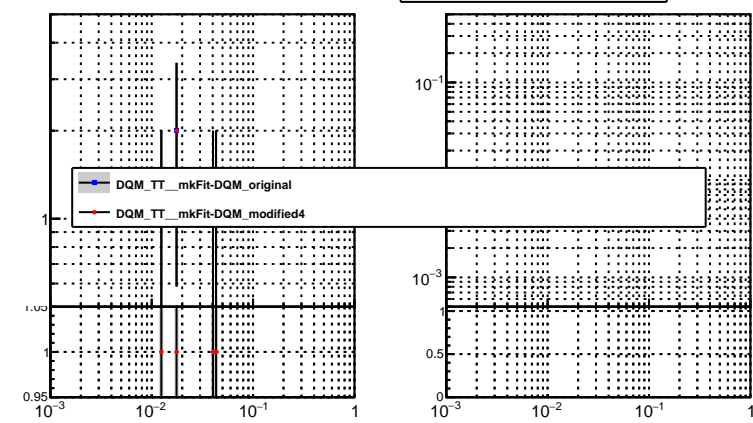 10⁻¹
1
DQM_TT__mkFit-DQM_original
DQM_TT__mkFit-DQM_modified4
10⁻³
1.05
1
1
0.5
0.95
0
10⁻³ 10⁻² 10⁻¹ 1
10⁻³ 10⁻² 10⁻¹ 1